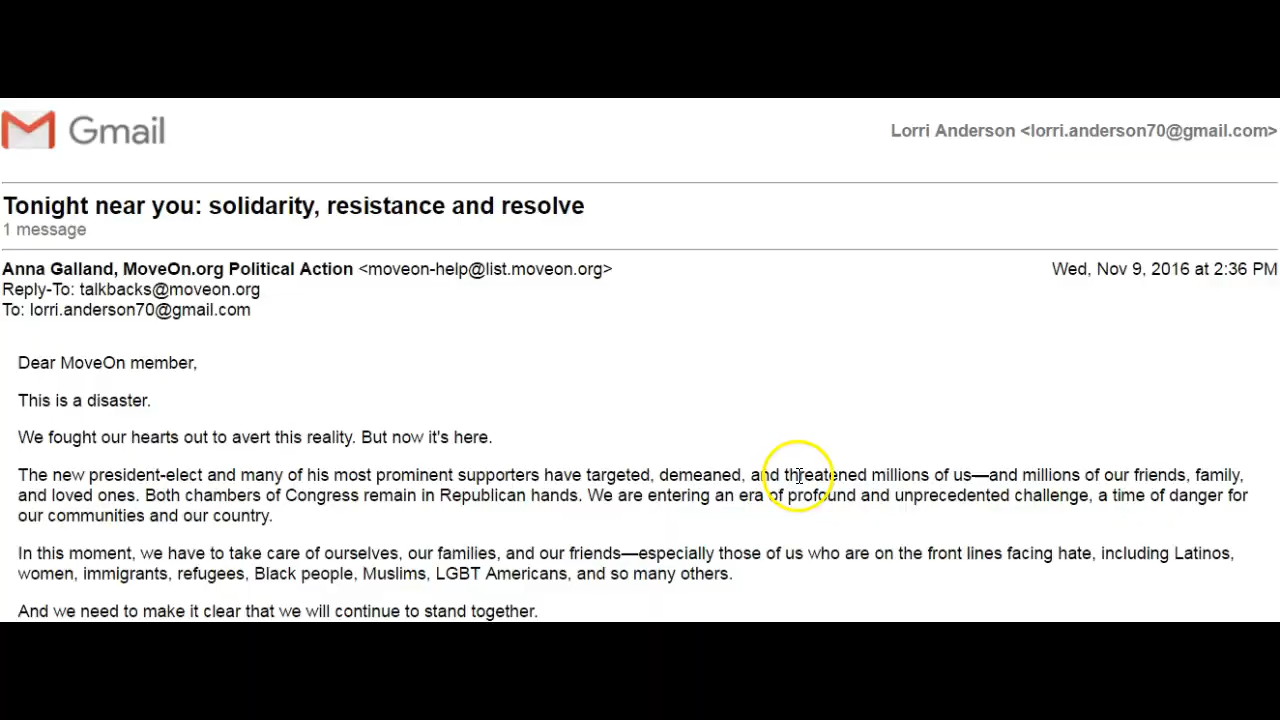 Gmail
Lorri Anderson <lorri.anderson70@gmail.com>
Tonight near you: solidarity, resistance and resolve
1 message
Anna Galland, MoveOn.org Political Action <moveon-help@list.moveon.org>
Wed, Nov 9, 2016 at 2:36 PM
Reply-To: talkbacks@moveon.org
To: lorri.anderson70@gmail.com
Dear MoveOn member,
This is a disaster.
We fought our hearts out to avert this reality. But now it's here.
The new president-elect and many of his most prominent supporters have targeted, demeaned, and threatened millions of us—and millions of our friends, family,
and loved ones. Both chambers of Congress remain in Republican hands. We are entering an era of profound and unprecedented challenge, a time of danger for
our communities and our country.
In this moment, we have to take care of ourselves, our families, and our friends—especially those of us who are on the front lines facing hate, including Latinos,
women, immigrants, refugees, Black people, Muslims, LGBT Americans, and so many others.
And we need to make it clear that we will continue to stand together.